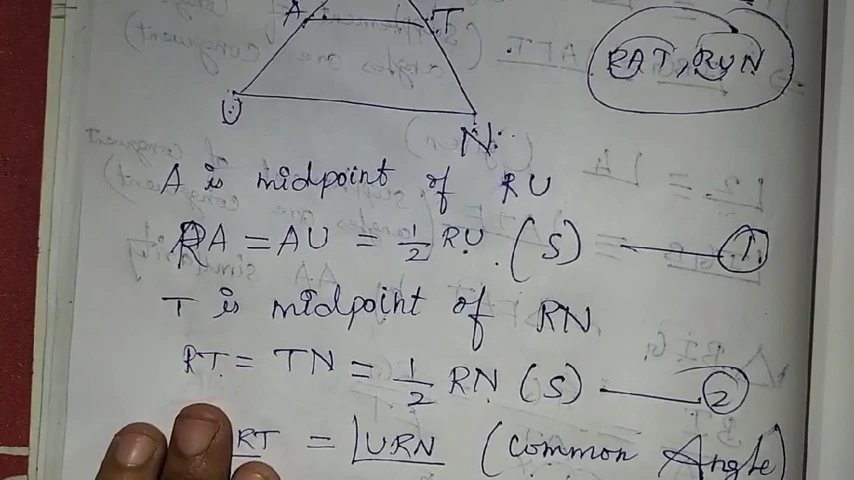 A T
RAT, RUN
U
N
A is midpoint of RU
RA = AU = 1/2 RU (S) ——— 1
T is midpoint of RN
RT = TN = 1/2 RN (S) ——— 2
RT = ∠URN (common Angle)